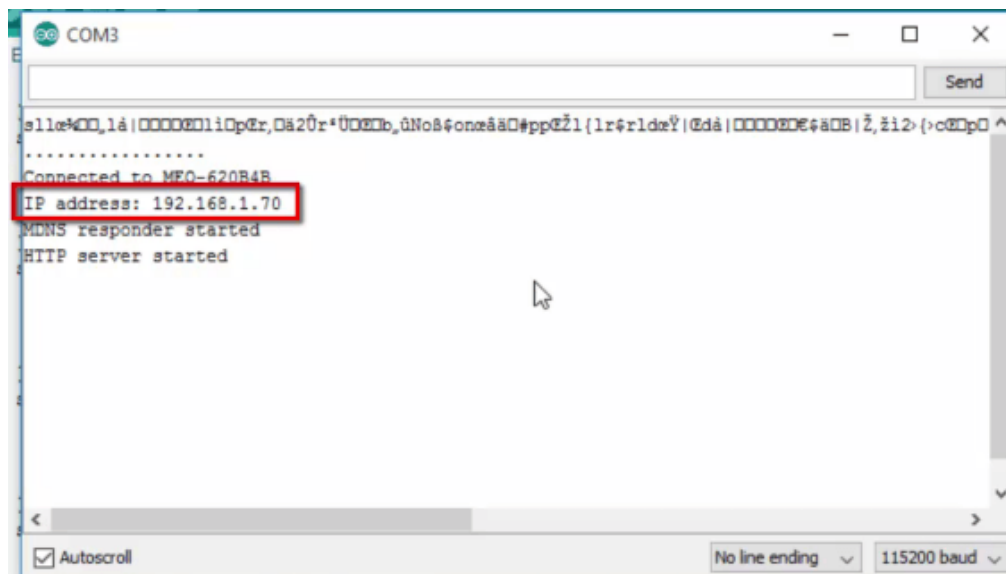 COM3
Send
.................
Connected to MEO-620B4B
IP address: 192.168.1.70
MDNS responder started
HTTP server started
Autoscroll
No line ending
115200 baud